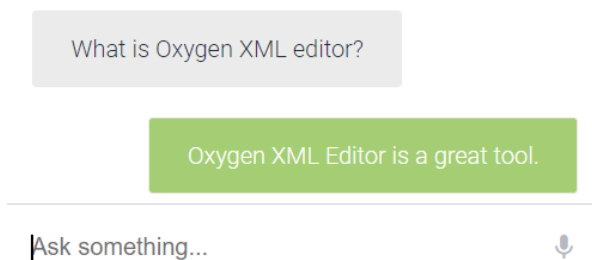 What is Oxygen XML editor?
Oxygen XML Editor is a great tool.
Ask something...